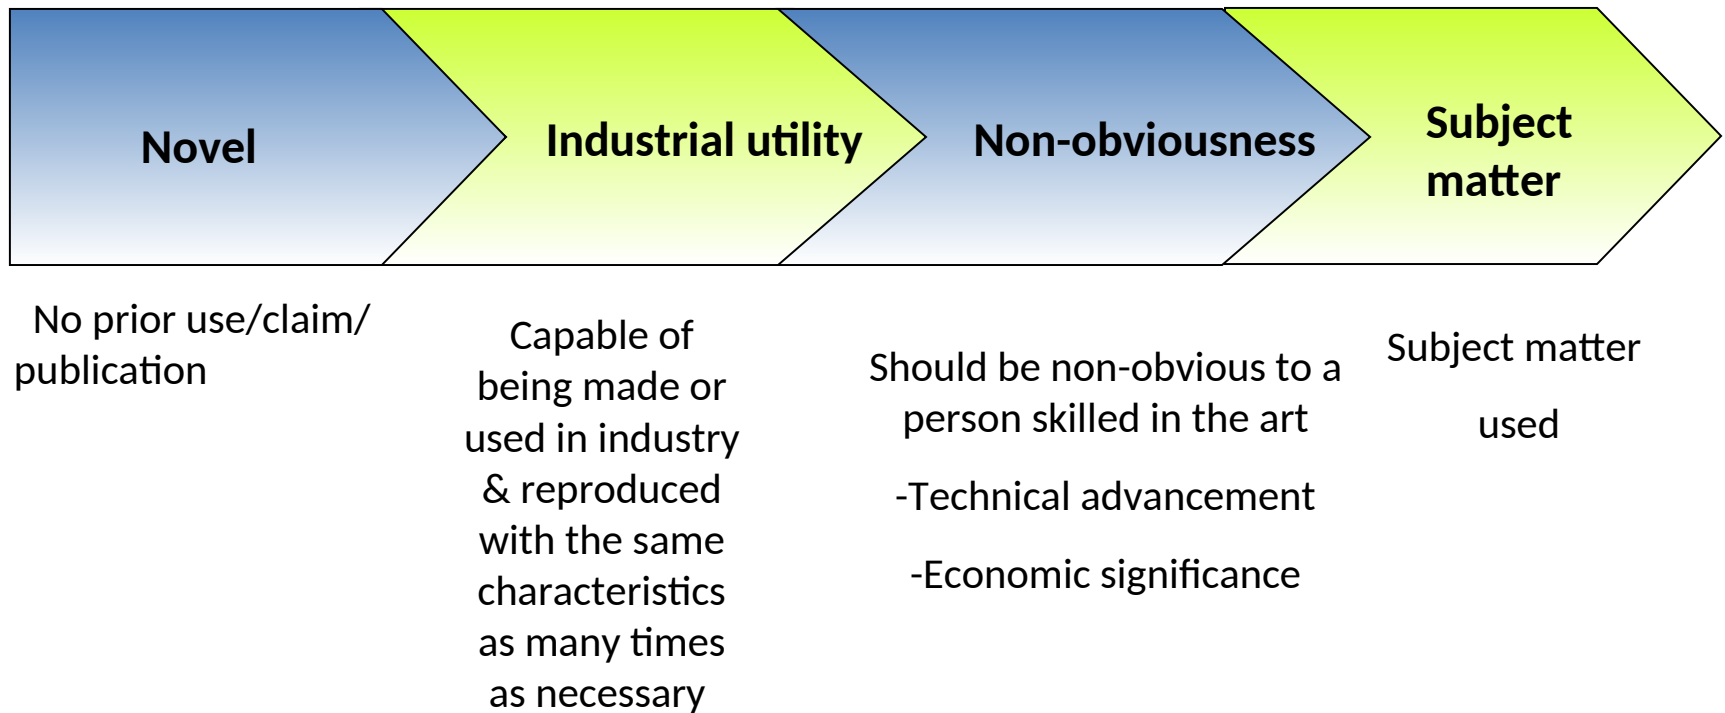 Novel
Industrial utility
Non-obviousness
Subject
matter
No prior use/claim/
publication
Capable of
being made or
used in industry
& reproduced
with the same
characteristics
as many times
as necessary
Should be non-obvious to a
person skilled in the art
-Technical advancement
-Economic significance
Subject matter
used